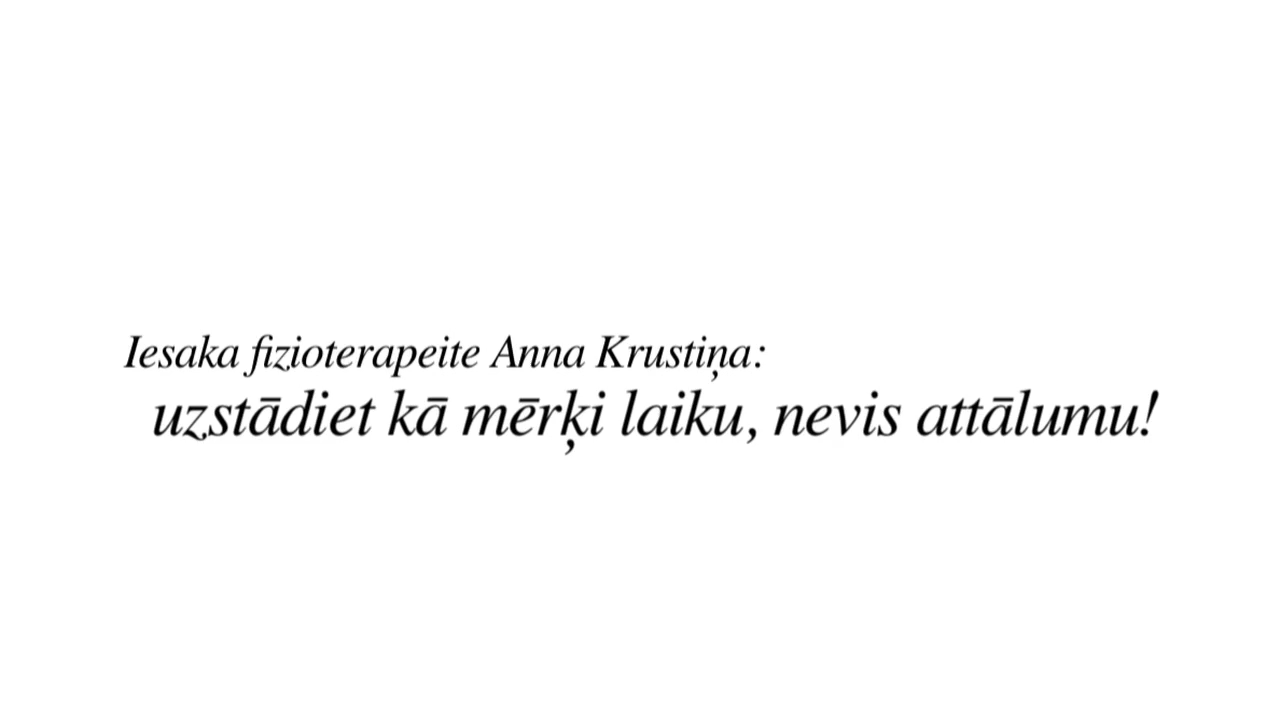 Iesaka fizioterapeite Anna Krustiņa:
uzstādiet kā mērķi laiku, nevis attālumu!